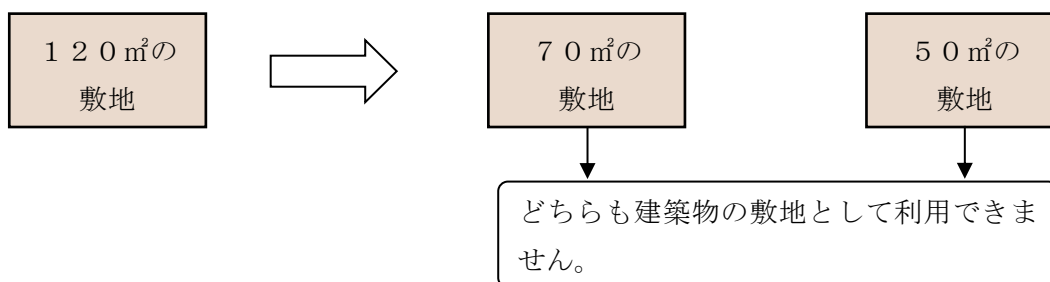 １２０㎡の
敷地
７０㎡の
敷地
５０㎡の
敷地
どちらも建築物の敷地として利用できま
せん。